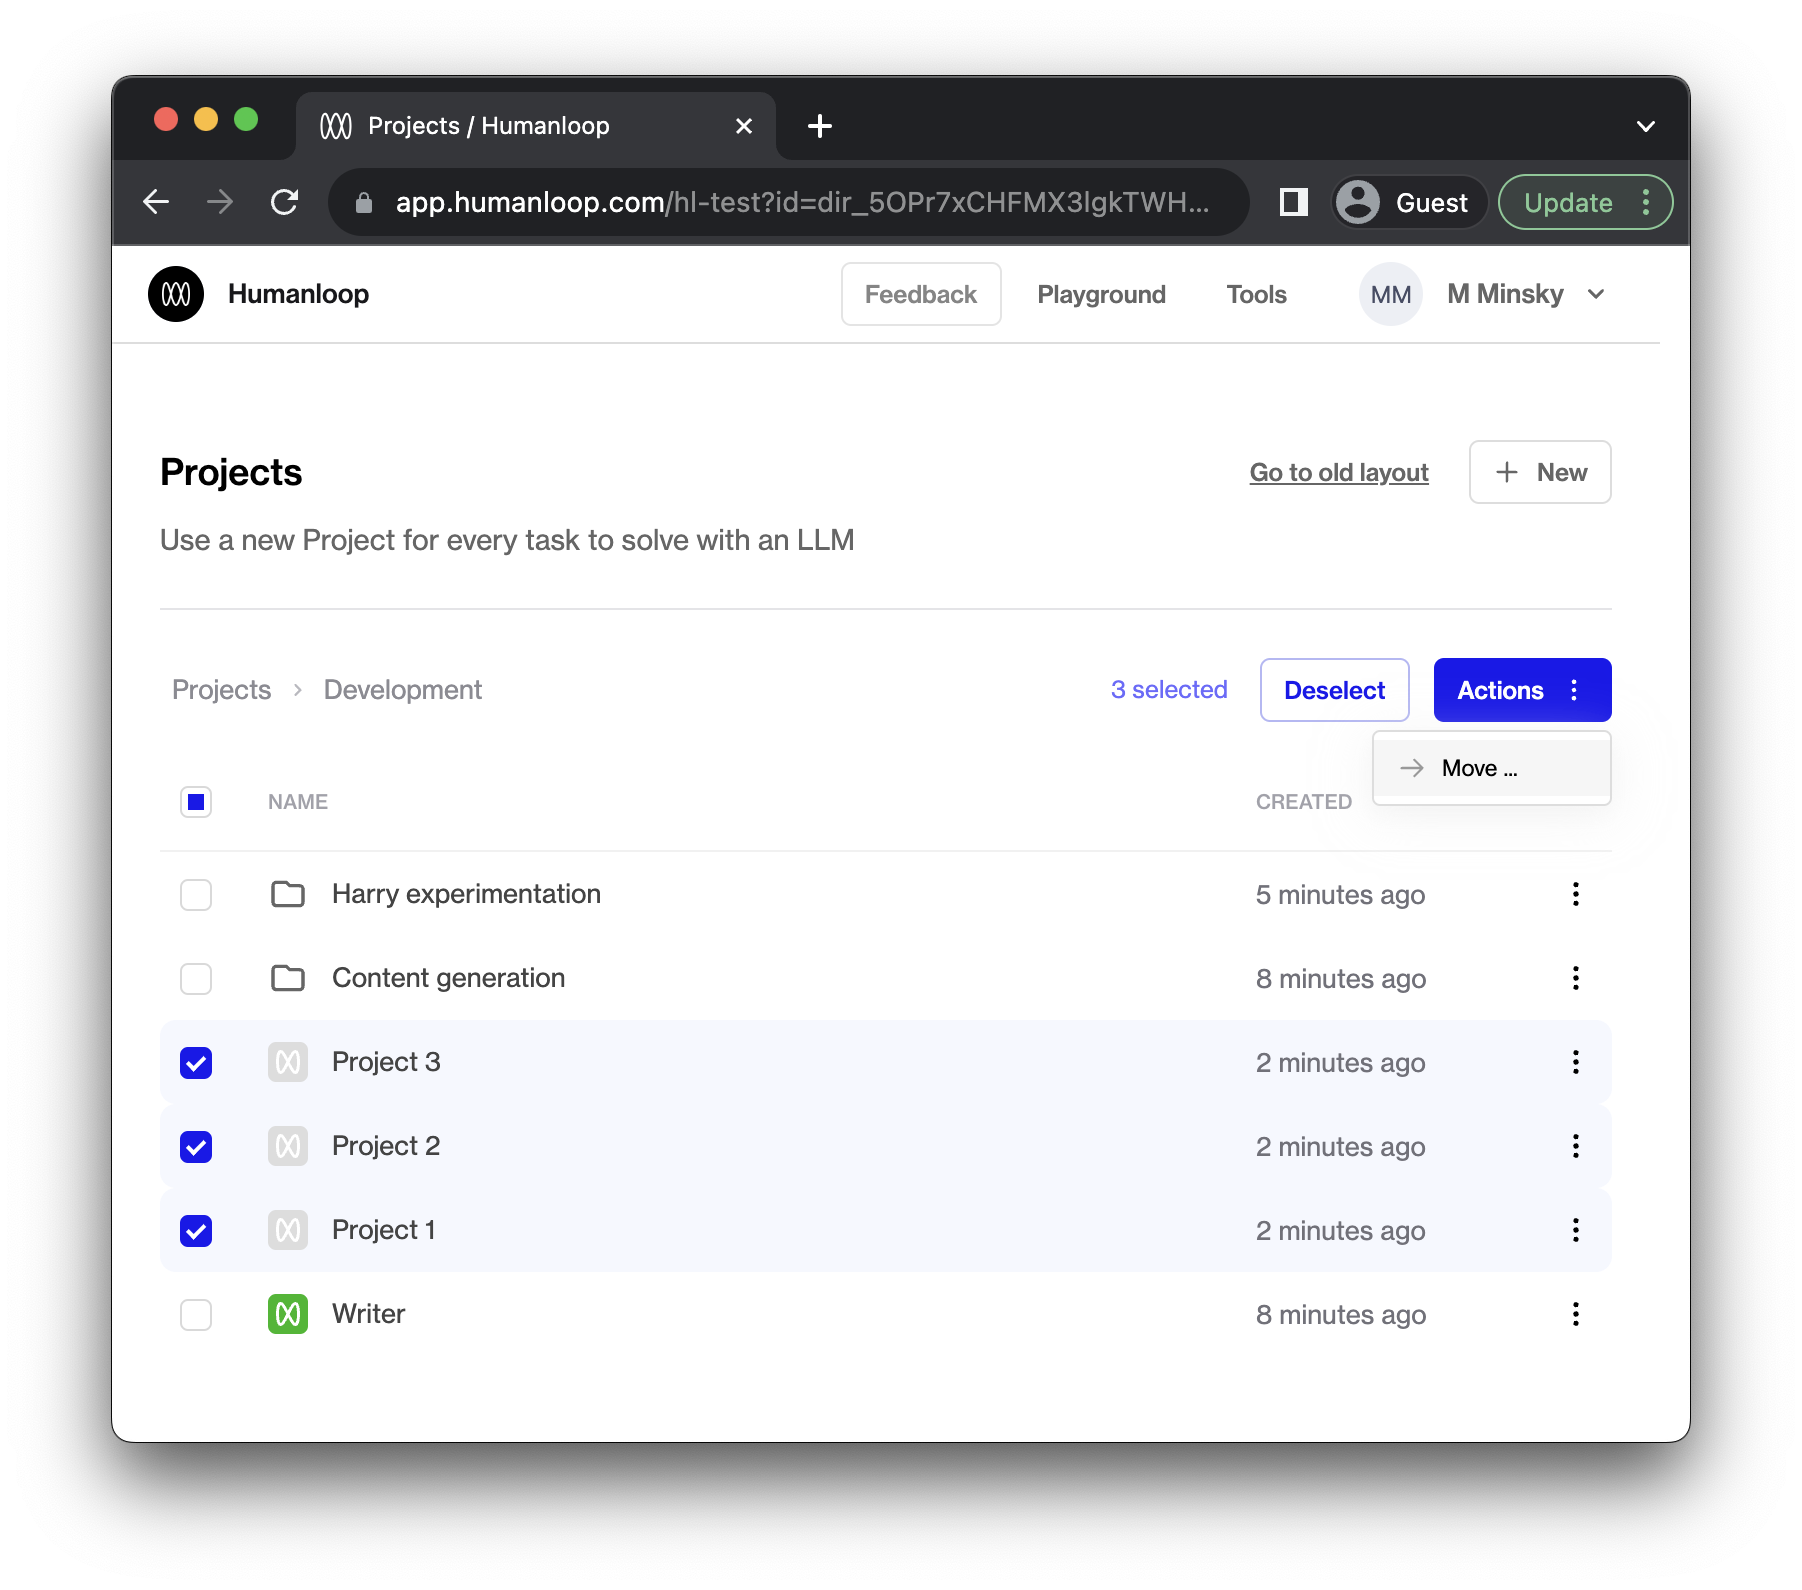 Projects / Humanloop
app.humanloop.com/hl-test?id=dir_5OPr7xCHFMX3lgkTWH...
Guest
Update
Humanloop
Feedback
Playground
Tools
MM
M Minsky
Projects
Go to old layout
New
Use a new Project for every task to solve with an LLM
Projects > Development
3 selected
Deselect
Actions
Move ...
NAME
CREATED
Harry experimentation
5 minutes ago
Content generation
8 minutes ago
Project 3
2 minutes ago
Project 2
2 minutes ago
Project 1
2 minutes ago
Writer
8 minutes ago